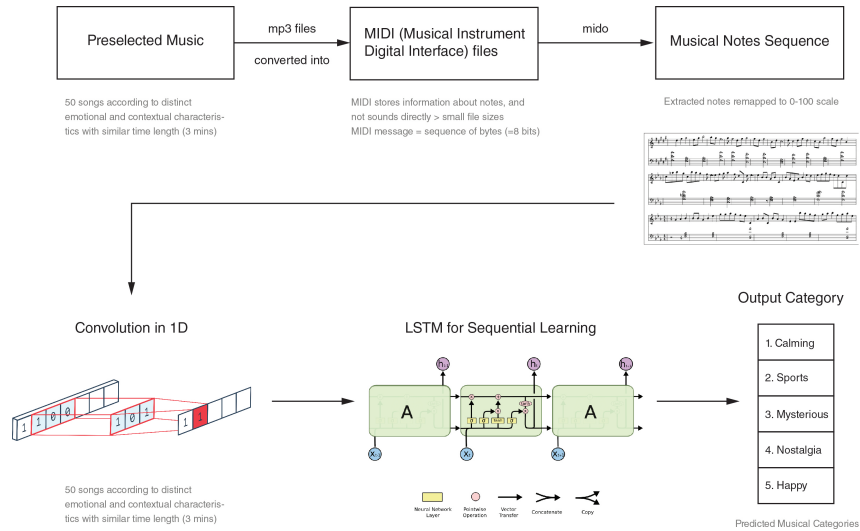 Preselected Music
mp3 files
converted into
MIDI (Musical Instrument
Digital Interface) files
mido
Musical Notes Sequence
50 songs according to distinct
emotional and contextual characteris-
tics with similar time length (3 mins)
MIDI stores information about notes, and
not sounds directly > small file sizes
MIDI message = sequence of bytes (=8 bits)
Extracted notes remapped to 0-100 scale
Convolution in 1D
LSTM for Sequential Learning
Output Category
1 1 0 0
1 0 1
1 1
A
A
1. Calming
2. Sports
3. Mysterious
4. Nostalgia
5. Happy
50 songs according to distinct
emotional and contextual characteris-
tics with similar time length (3 mins)
Neural Network
Layer
Pointwise
Operation
Vector
Transfer
Concatenate
Copy
Predicted Musical Categories